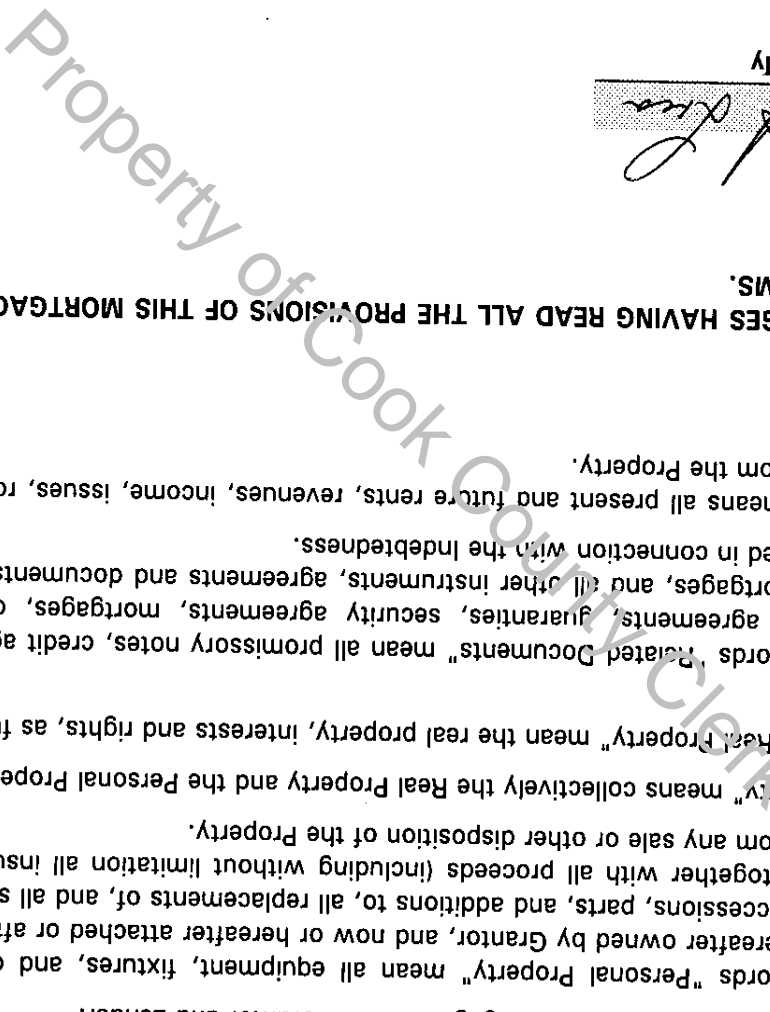 ords "Personal Property" mean all equipment, fixtures, and o
ereafter owned by Grantor, and now or hereafter attached or aff
ccessions, parts, and additions to, all replacements of, and all s
together with all proceeds (including without limitation all insu
om any sale or other disposition of the Property.
ty" means collectively the Real Property and the Personal Prope
Real Property" mean the real property, interests and rights, as f
ords "Related Documents" mean all promissory notes, credit ag
agreements, guaranties, security agreements, mortgages, d
ortgages, and all other instruments, agreements and documents
ed in connection with the Indebtedness.
neans all present and future rents, revenues, income, issues, ro
om the Property.
GES HAVING READ ALL THE PROVISIONS OF THIS MORTGAG
MS.
ly
Property of Cook County Clerk